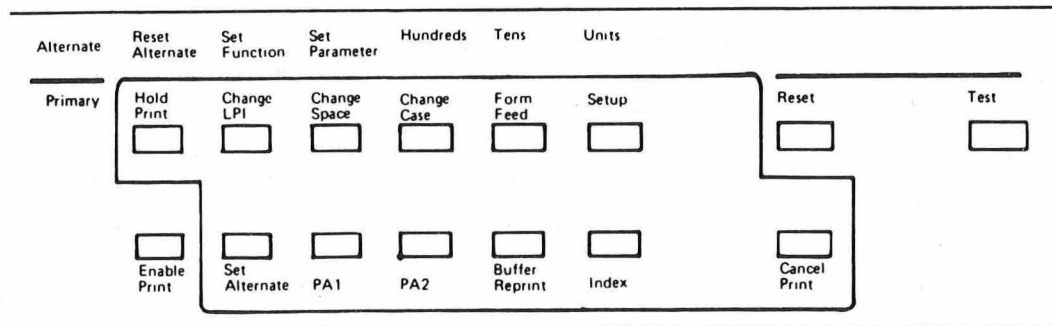 Alternate
Reset
Alternate
Set
Function
Set
Parameter
Hundreds
Tens
Units
Primary
Hold
Print
Change
LPI
Change
Space
Change
Case
Form
Feed
Setup
Reset
Test
Enable
Print
Set
Alternate
PA1
PA2
Buffer
Reprint
Index
Cancel
Print